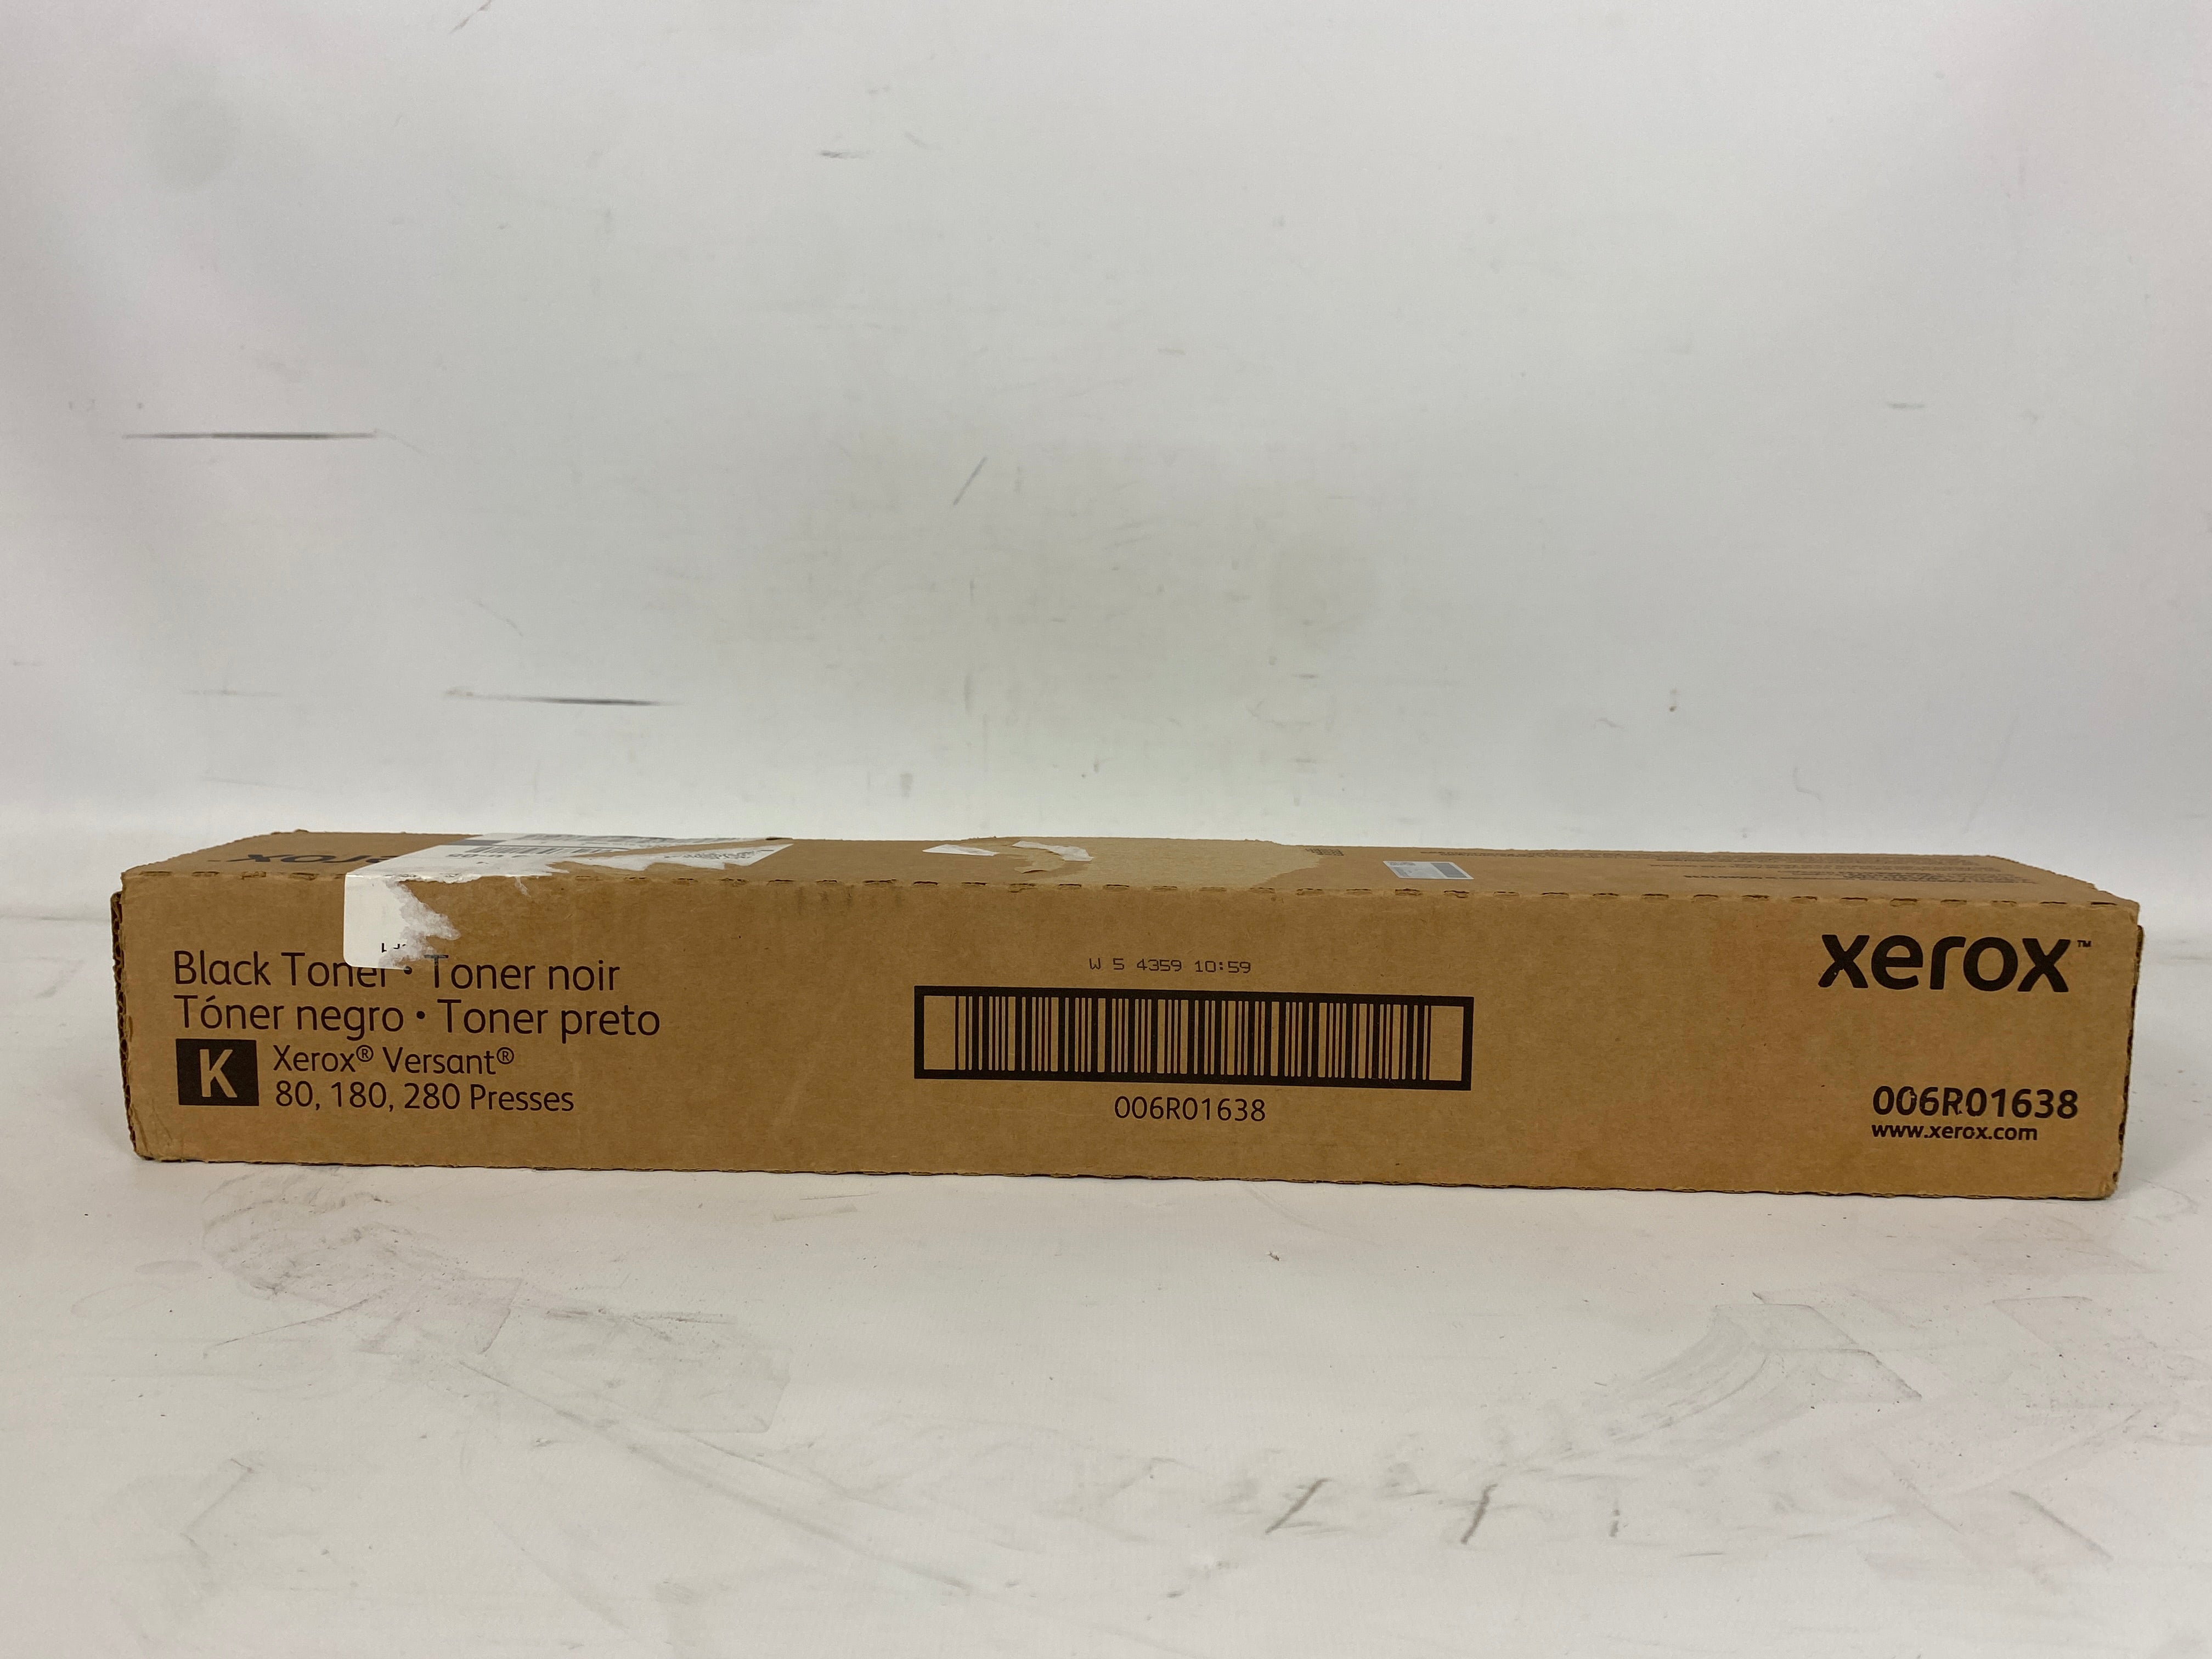 xerox
Black Toner • Toner noir
Tóner negro • Toner preto
K
Xerox® Versant®
80, 180, 280 Presses
W 5 4359 10:59
006R01638
xerox™
006R01638
www.xerox.com